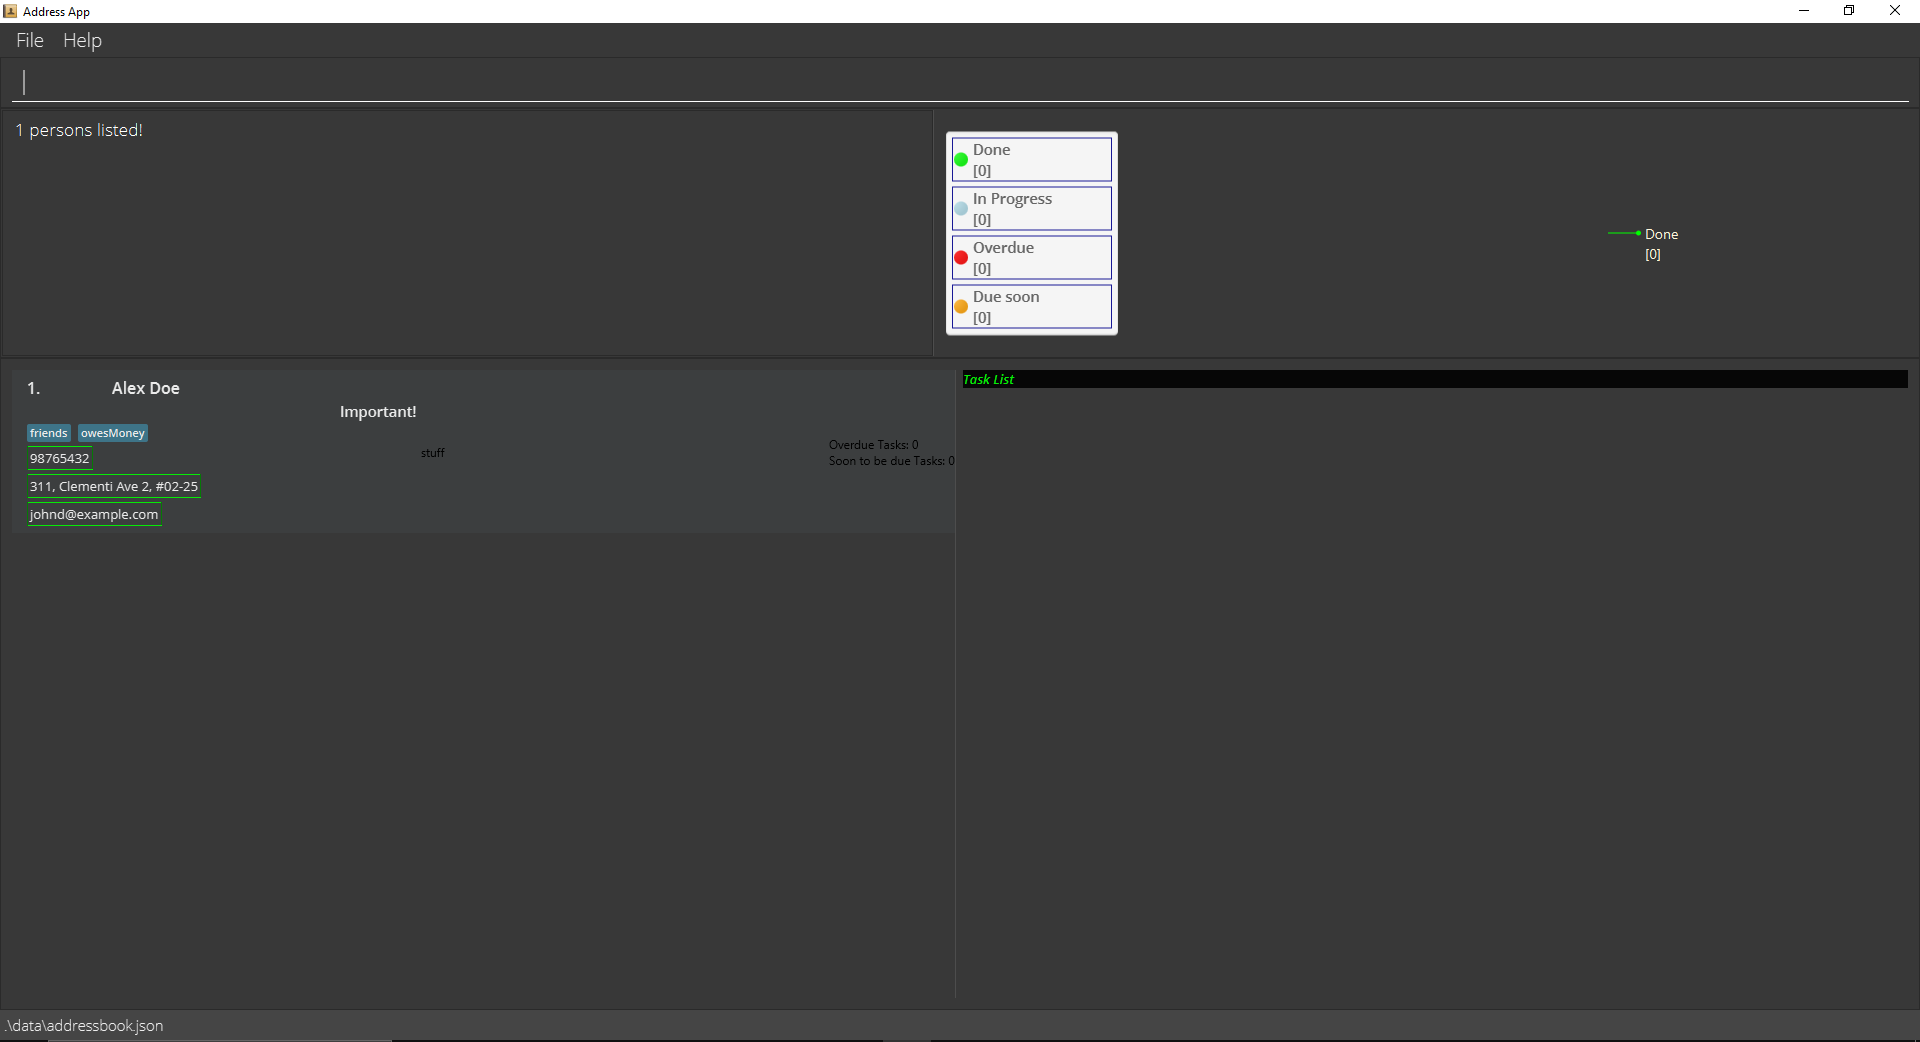 Address App
File Help
1 persons listed!
Done
[0]
In Progress
[0]
Overdue
[0]
Due soon
[0]
Done
[0]
1. Alex Doe
Important!
friends owesMoney
98765432
311, Clementi Ave 2, #02-25
johnd@example.com
stuff
Overdue Tasks: 0
Soon to be due Tasks: 0
Task List
.\data\addressbook.json